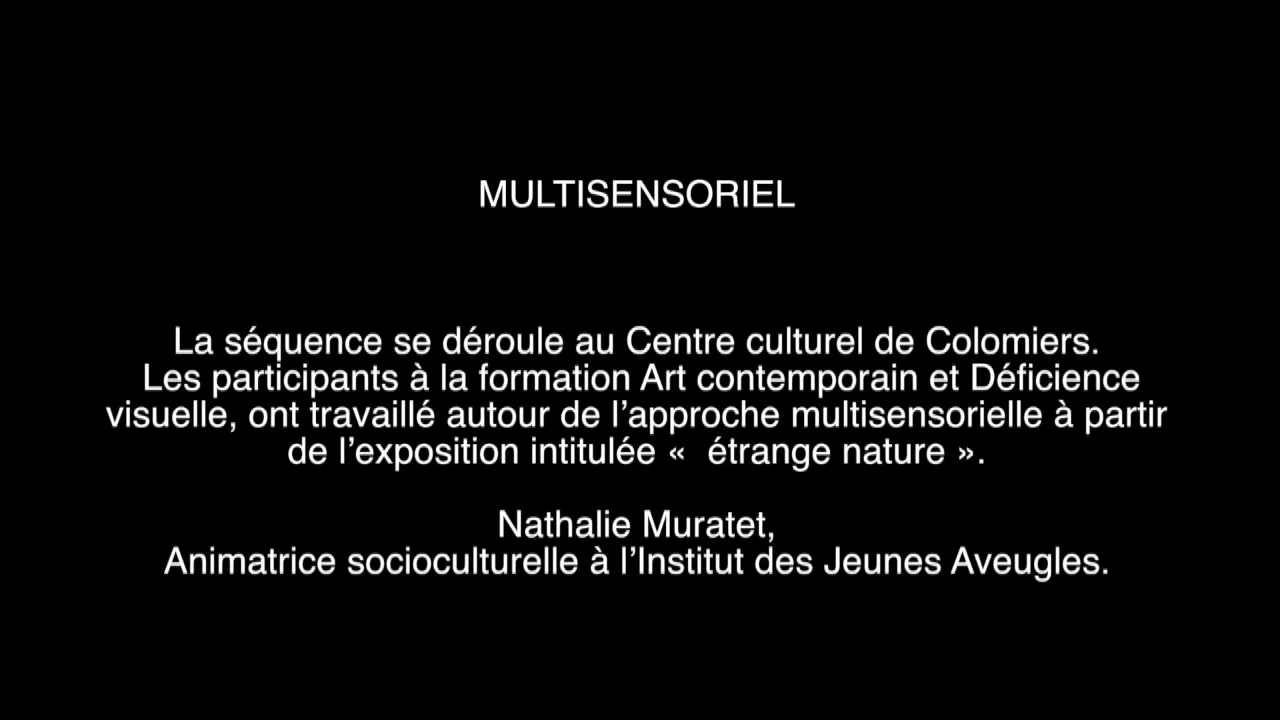 MULTISENSORIEL
La séquence se déroule au Centre culturel de Colomiers.
Les participants à la formation Art contemporain et Déficience
visuelle, ont travaillé autour de l’approche multisensorielle à partir
de l’exposition intitulée «  étrange nature ».
Nathalie Muratet,
Animatrice socioculturelle à l’Institut des Jeunes Aveugles.